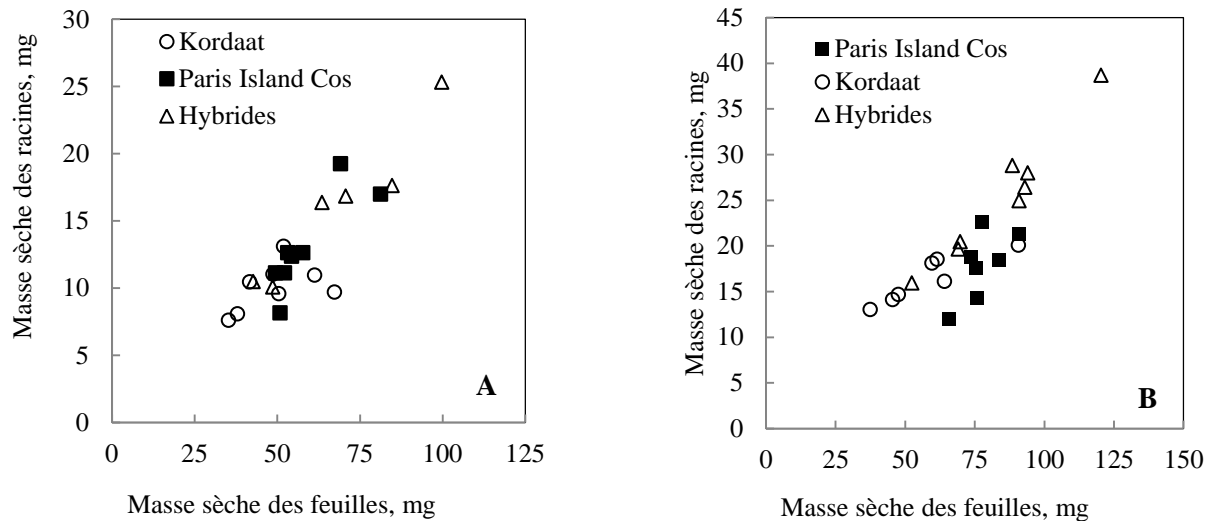 Masse sèche des racines, mg
30
25
20
15
10
5
0
Kordaat
Paris Island Cos
Hybrides
A
0 25 50 75 100 125
Masse sèche des feuilles, mg
Masse sèche des racines, mg
45
40
35
30
25
20
15
10
5
0
Paris Island Cos
Kordaat
Hybrides
B
0 25 50 75 100 125 150
Masse sèche des feuilles, mg